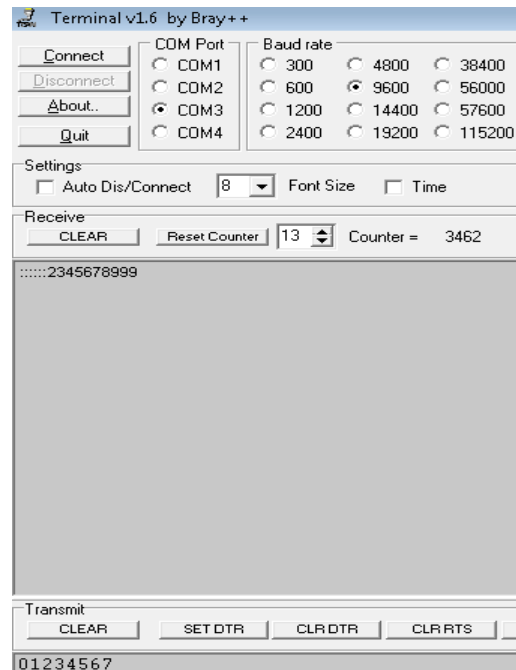 Terminal v1.6 by Bray++
Connect
Disconnect
About..
Quit
COM Port
COM1
COM2
COM3
COM4
Baud rate
300 4800 38400
600 9600 56000
1200 14400 57600
2400 19200 115200
Settings
Auto Dis/Connect 8 Font Size Time
Receive
CLEAR Reset Counter 13 Counter = 3462
::::::2345678999
Transmit
CLEAR SET DTR CLR DTR CLR RTS
01234567